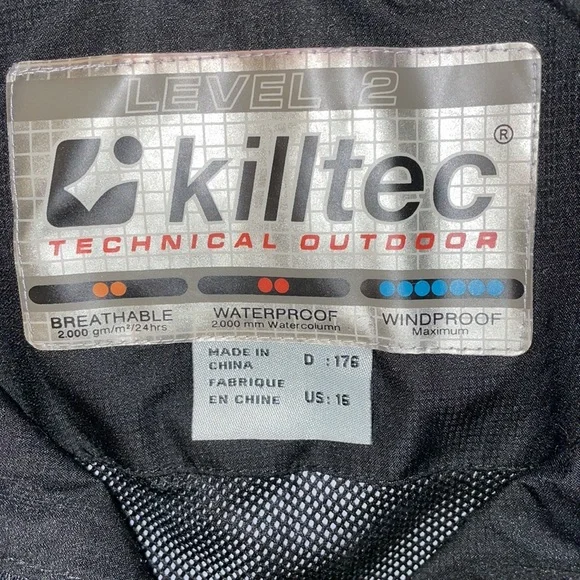 LEVEL 2
killtec®
TECHNICAL OUTDOOR
BREATHABLE
2.000 gm/m²/24hrs
WATERPROOF
2.000 mm Watercolumn
WINDPROOF
Maximum
MADE IN
CHINA
FABRIQUE
EN CHINE
D : 176
US: 16